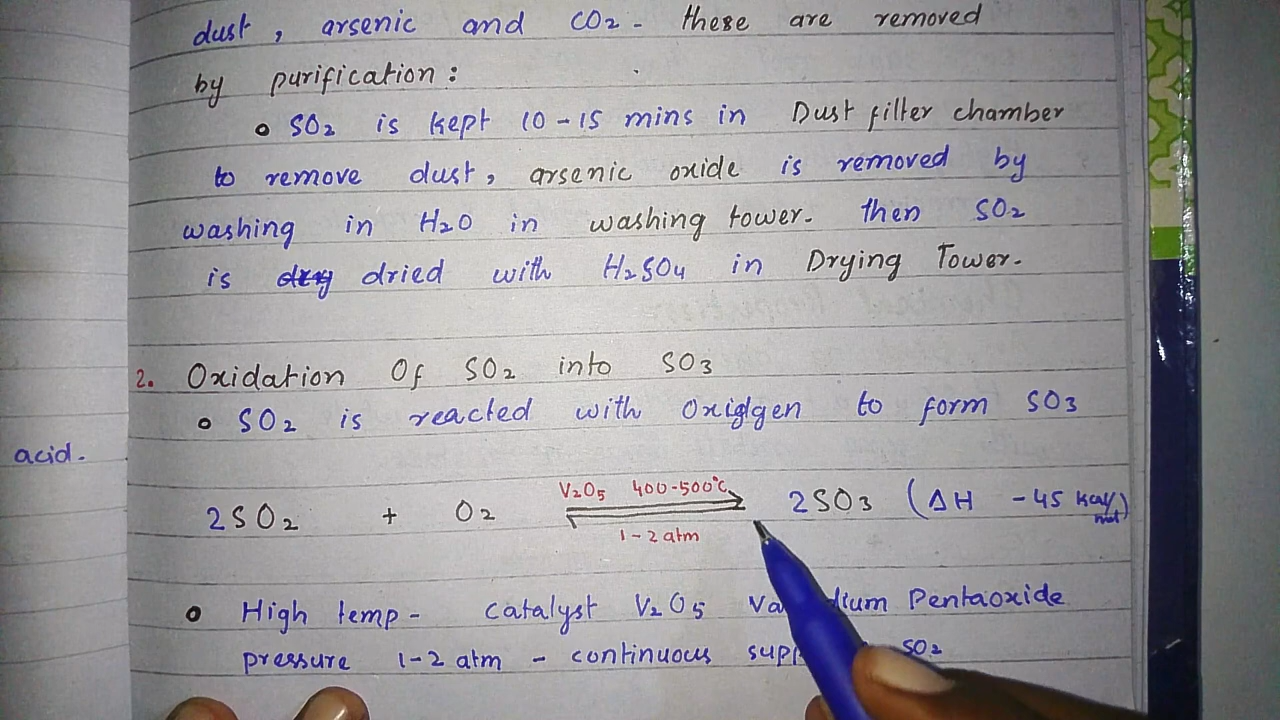 dust, arsenic and CO2 - these are removed
by purification:
• SO2 is kept 10-15 mins in Dust filter chamber
to remove dust, arsenic oxide is removed by
washing in H2O in washing tower. then SO2
is dried with H2SO4 in Drying Tower.
2. Oxidation Of SO2 into SO3
• SO2 is reacted with Oxigen to form SO3
acid.
V2O5 400-500°C
2SO2 + O2 ⇌ 2SO3 (ΔH -45 Kcal/mol)
1-2 atm
• High temp - catalyst V2O5 Pentaoxide
pressure 1-2 atm - continuous SO2